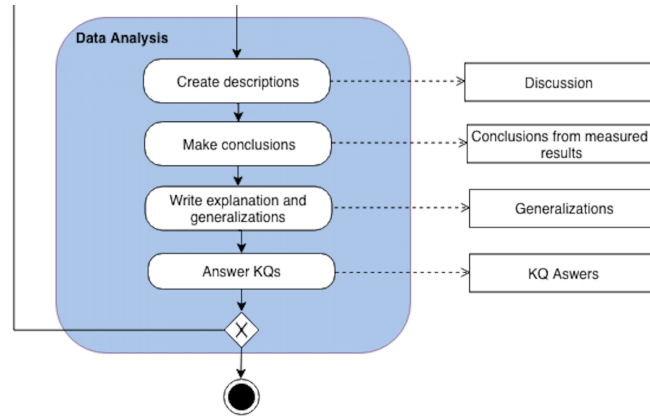 Data Analysis
Create descriptions
Discussion
Make conclusions
Conclusions from measured
results
Write explanation and
generalizations
Generalizations
Answer KQs
KQ Aswers
X